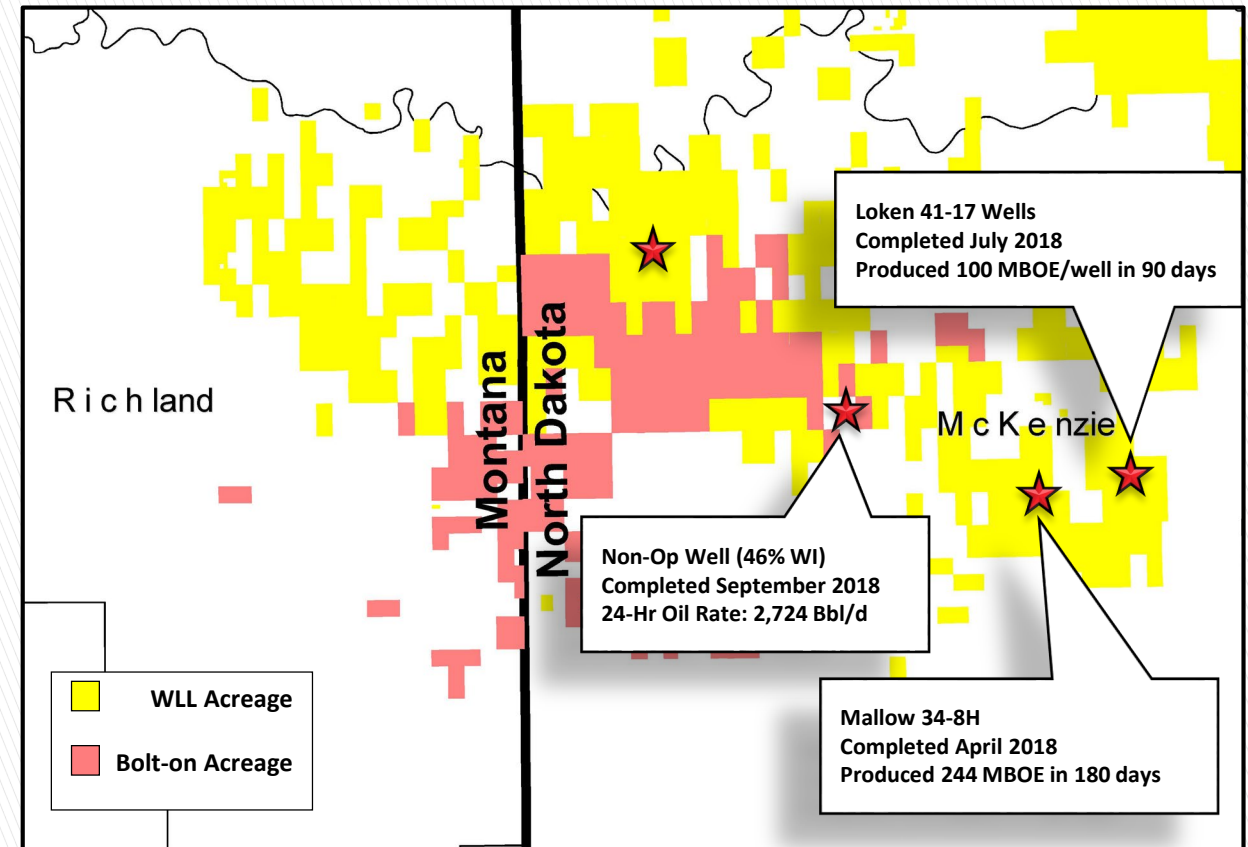 Loken 41-17 Wells
Completed July 2018
Produced 100 MBOE/well in 90 days
Richland
Montana
North Dakota
McKenzie
Non-Op Well (46% WI)
Completed September 2018
24-Hr Oil Rate: 2,724 Bbl/d
WLL Acreage
Bolt-on Acreage
Mallow 34-8H
Completed April 2018
Produced 244 MBOE in 180 days